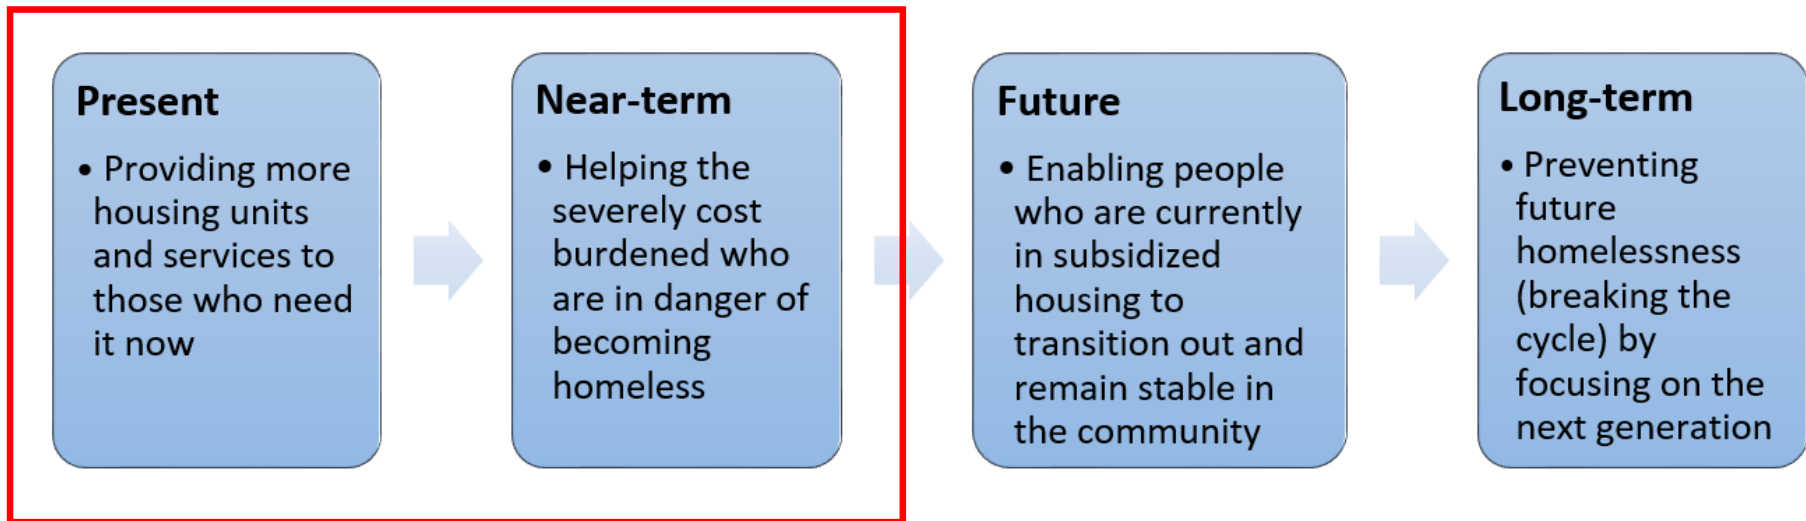 Present
• Providing more
housing units
and services to
those who need
it now
Near-term
• Helping the
severely cost
burdened who
are in danger of
becoming
homeless
Future
• Enabling people
who are currently
in subsidized
housing to
transition out and
remain stable in
the community
Long-term
• Preventing
future
homelessness
(breaking the
cycle) by
focusing on the
next generation